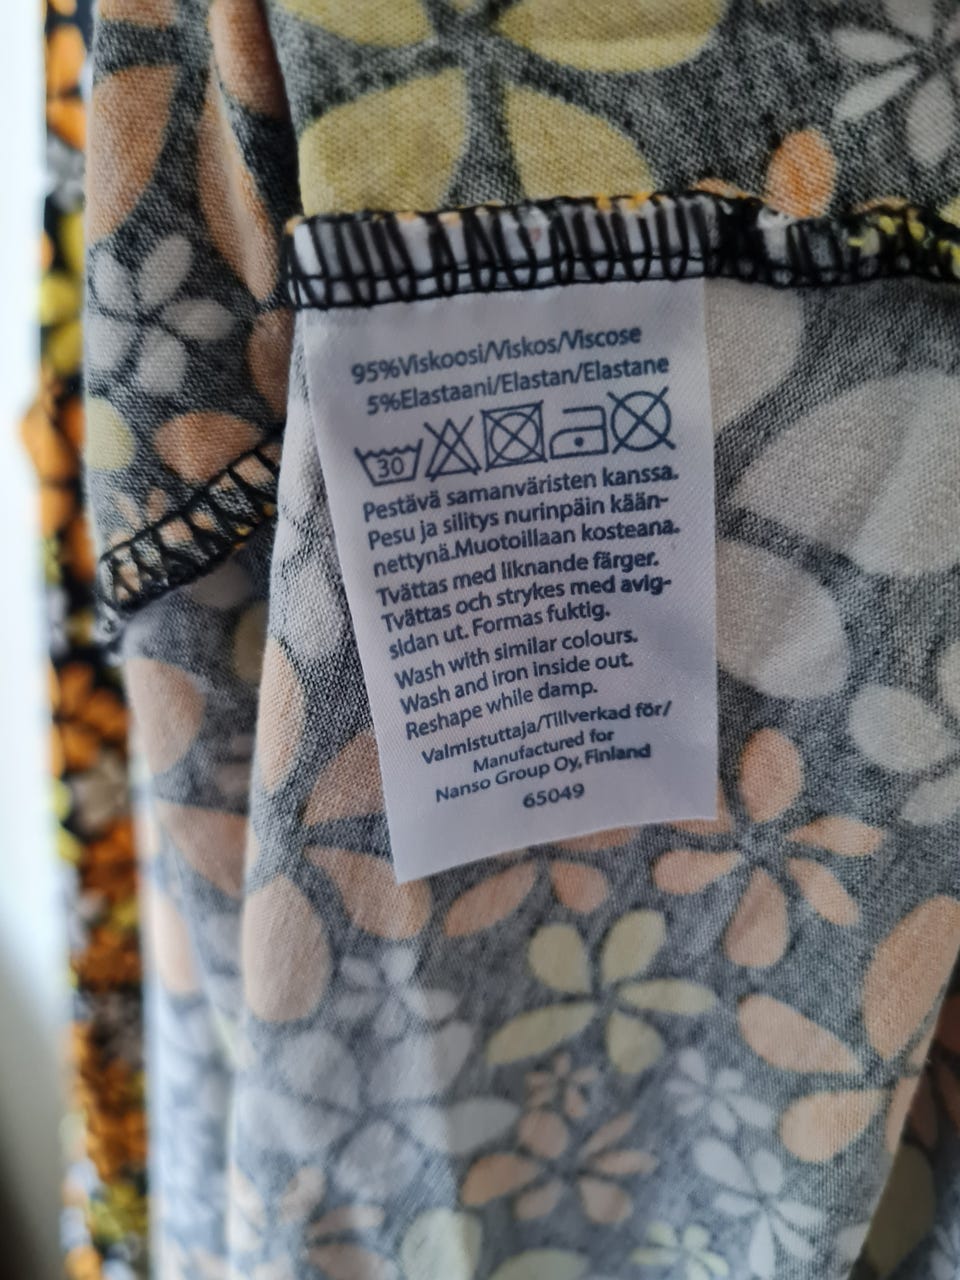 95%Viskoosi/Viskos/Viscose
5%Elastaani/Elastan/Elastane
30
Pestävä samanväristen kanssa.
Pesu ja silitys nurinpäin kään-
nettynä.Muotoillaan kosteana.
Tvättas med liknande färger.
Tvättas och strykes med avig-
sidan ut. Formas fuktig.
Wash with similar colours.
Wash and iron inside out.
Reshape while damp.
Valmistuttaja/Tillverkad för/
Manufactured for
Nanso Group Oy, Finland
65049